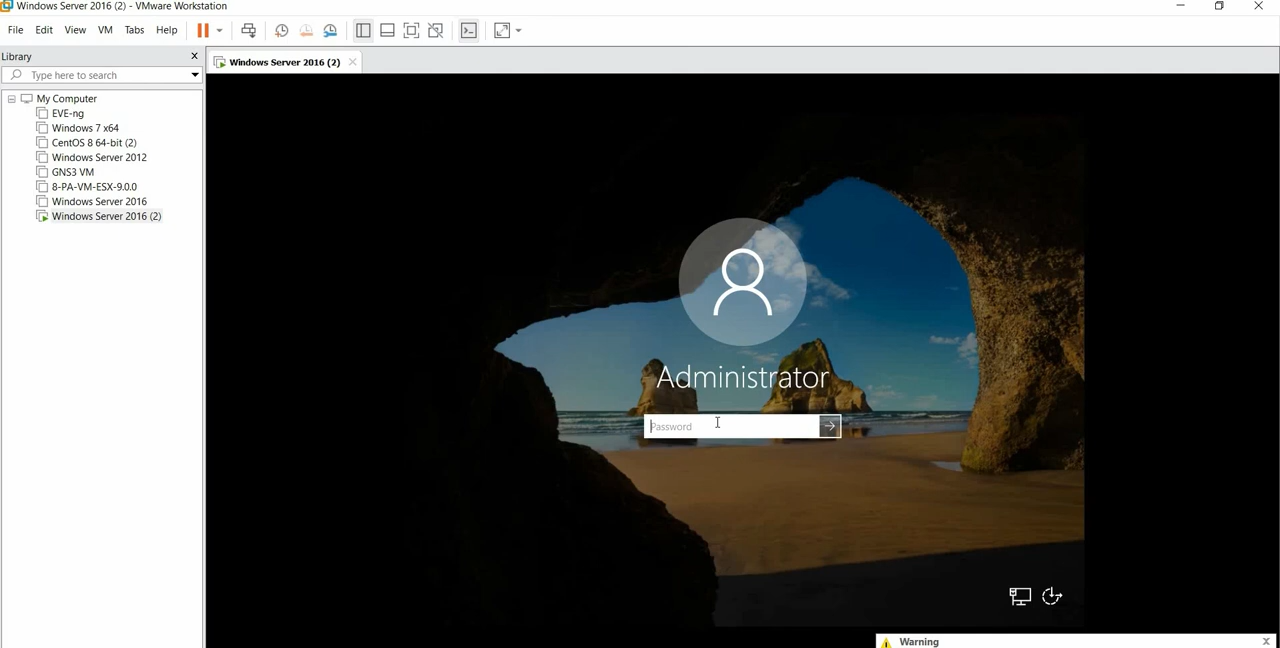 Windows Server 2016 (2) - VMware Workstation
File Edit View VM Tabs Help
Library
Type here to search
Windows Server 2016 (2)
My Computer
EVE-ng
Windows 7 x64
CentOS 8 64-bit (2)
Windows Server 2012
GNS3 VM
8-PA-VM-ESX-9.0.0
Windows Server 2016
Windows Server 2016 (2)
Administrator
Password
Warning